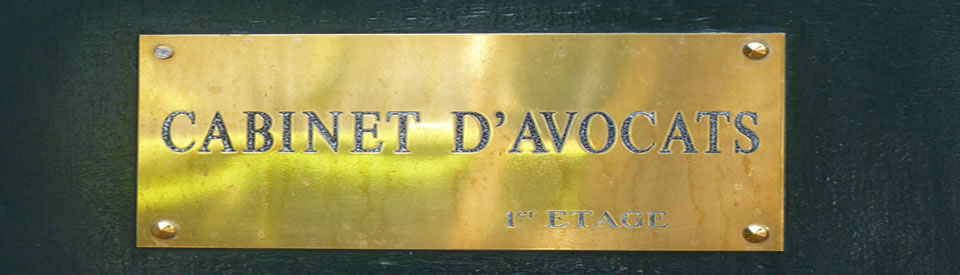 CABINET D'AVOCATS
1er ETAGE